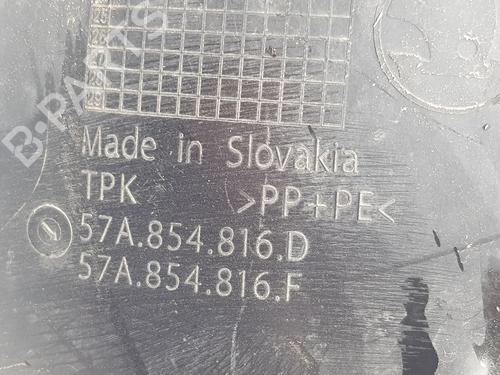 B-PARTS
Made in Slovakia
TPK >PP+PE<
57A.854.816.D
57A.854.816.F